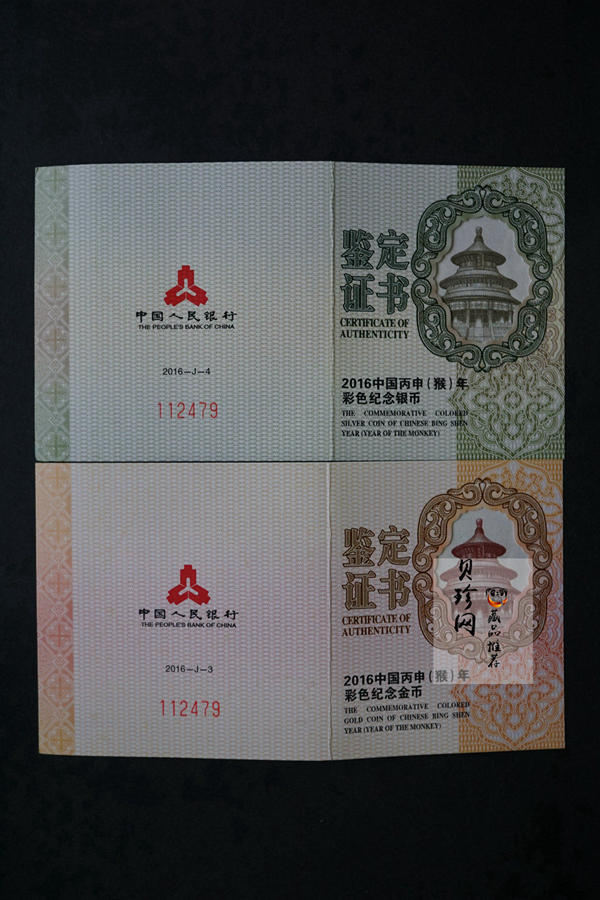 中国人民银行
THE PEOPLE'S BANK OF CHINA
2016—J—4
112479
鉴定
证书
CERTIFICATE OF
AUTHENTICITY
2016中国丙申（猴）年
彩色纪念银币
THE COMMEMORATIVE COLORED
SILVER COIN OF CHINESE BING SHEN
YEAR (YEAR OF THE MONKEY)
中国人民银行
THE PEOPLE'S BANK OF CHINA
2016—J—3
112479
鉴定
证书
CERTIFICATE OF
AUTHENTICITY
2016中国丙申（猴）年
彩色纪念金币
THE COMMEMORATIVE COLORED
GOLD COIN OF CHINESE BING SHEN
YEAR (YEAR OF THE MONKEY)
贝珍网
藏品推荐